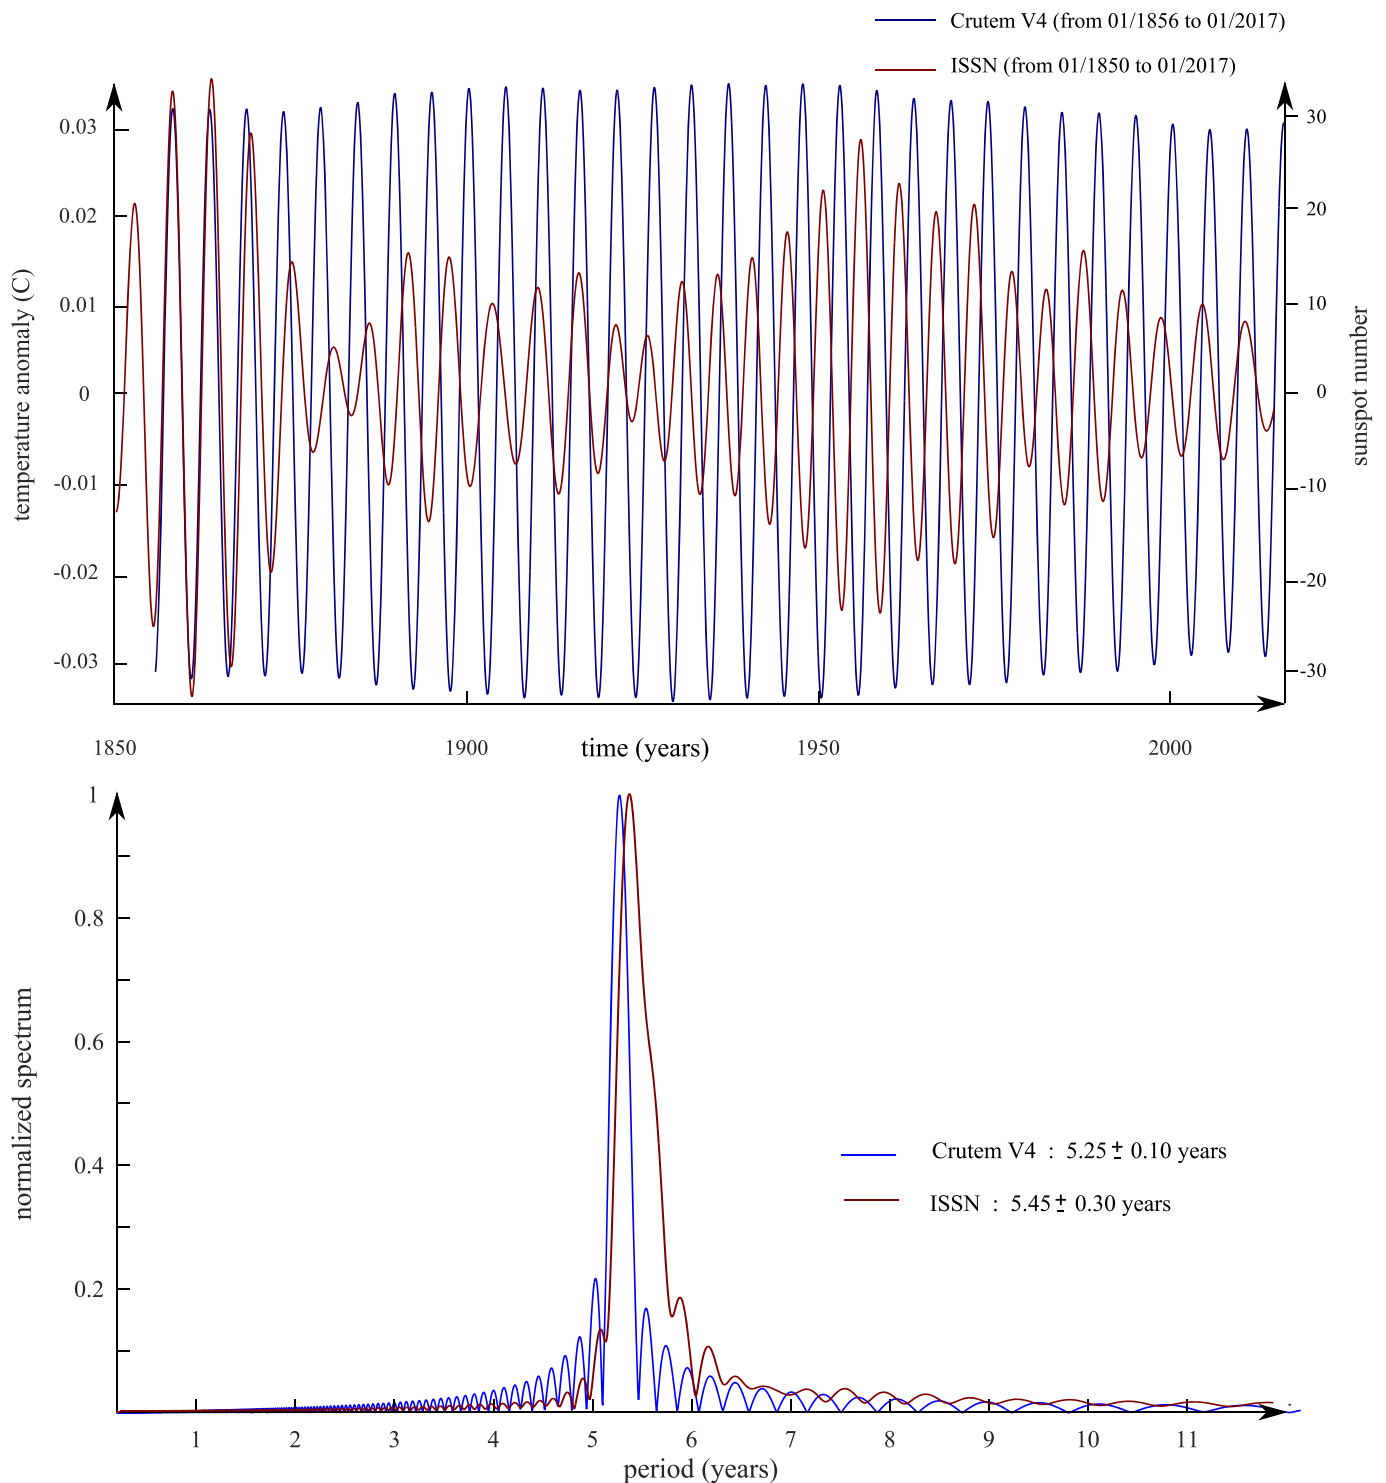 Crutem V4 (from 01/1856 to 01/2017)
ISSN (from 01/1850 to 01/2017)
0.03
0.02
0.01
0
-0.01
-0.02
-0.03
temperature anomaly (C)
30
20
10
0
-10
-20
-30
sunspot number
1850
1900
time (years)
1950
2000
1
0.8
0.6
0.4
0.2
normalized spectrum
Crutem V4 : 5.25 ± 0.10 years
ISSN : 5.45 ± 0.30 years
1 2 3 4 5 6 7 8 9 10 11
period (years)